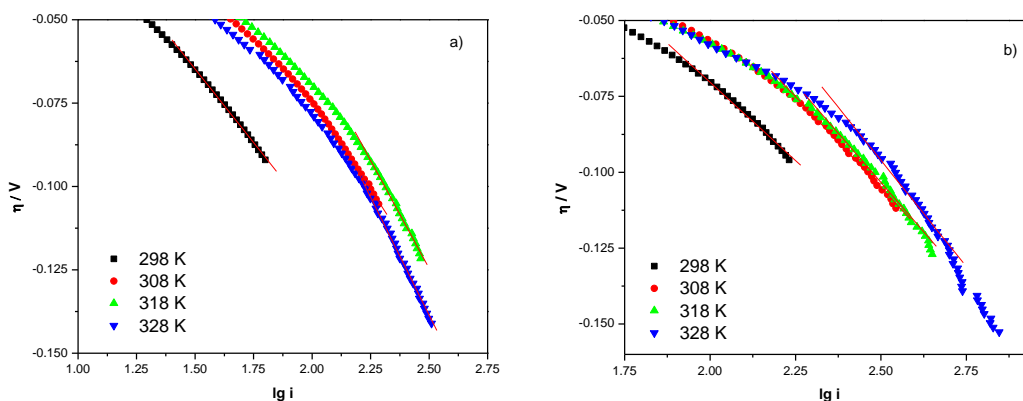 a)
-0.050
-0.075
-0.100
-0.125
-0.150
η / V
298 K
308 K
318 K
328 K
1.00 1.25 1.50 1.75 2.00 2.25 2.50 2.75
lg i
b)
-0.050
-0.075
-0.100
-0.125
-0.150
η / V
298 K
308 K
318 K
328 K
1.75 2.00 2.25 2.50 2.75 3.00
lg i